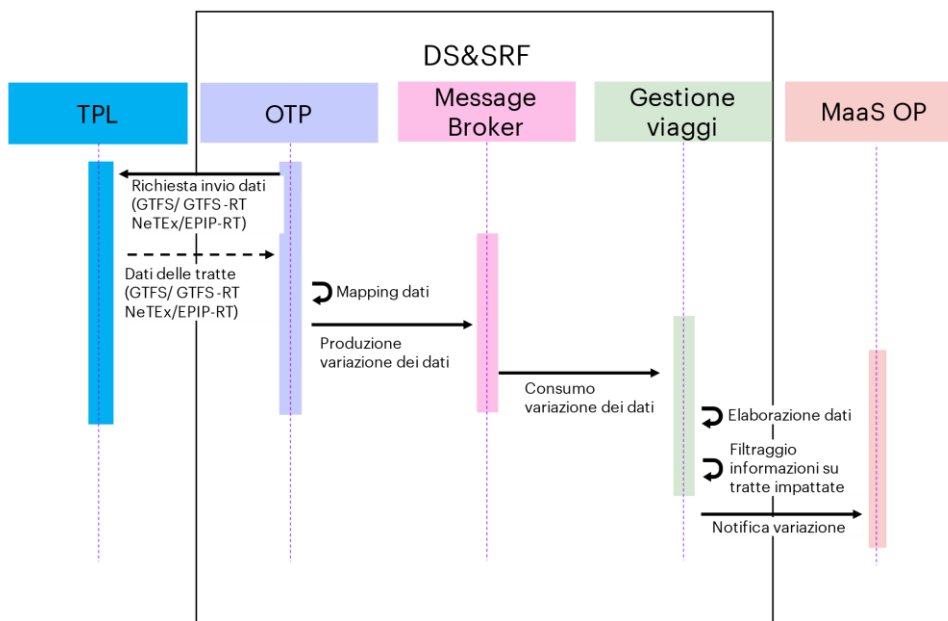 DS&SRF
TPL
OTP
Message
Broker
Gestione
viaggi
MaaS OP
Richiesta invio dati
(GTFS/ GTFS-RT
NeTEx/EPIP-RT)
Dati delle tratte
(GTFS/ GTFS-RT
NeTEx/EPIP-RT)
Mapping dati
Produzione
variazione dei dati
Consumo
variazione dei dati
Elaborazione dati
Filtraggio
informazioni su
tratte impattate
Notifica variazione